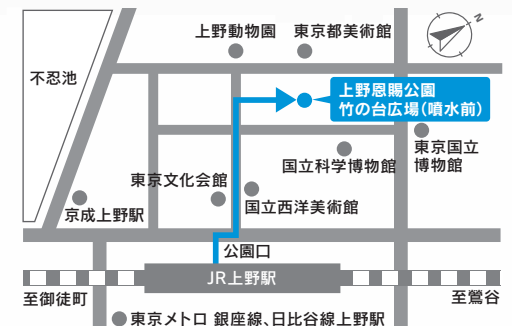 上野動物園
東京都美術館
N
不忍池
上野恩賜公園
竹の台広場(噴水前)
東京国立
博物館
国立科学博物館
東京文化会館
国立西洋美術館
京成上野駅
公園口
JR上野駅
至御徒町
至鶯谷
東京メトロ 銀座線、日比谷線上野駅